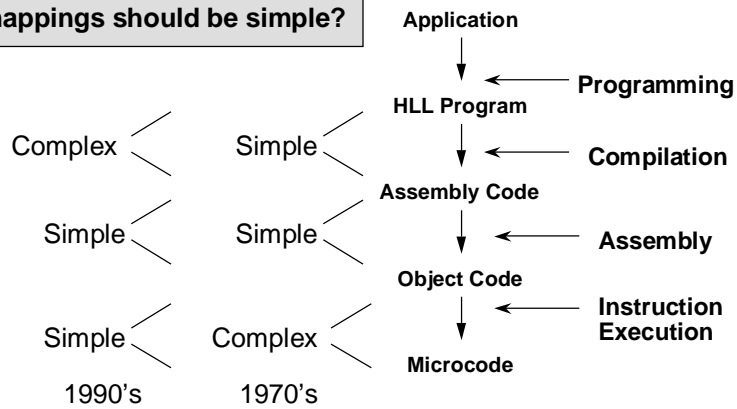 mappings should be simple?
Application
Programming
HLL Program
Complex Simple Compilation
Assembly Code
Simple Simple Assembly
Object Code
Instruction
Execution
Simple Complex
Microcode
1990's 1970's